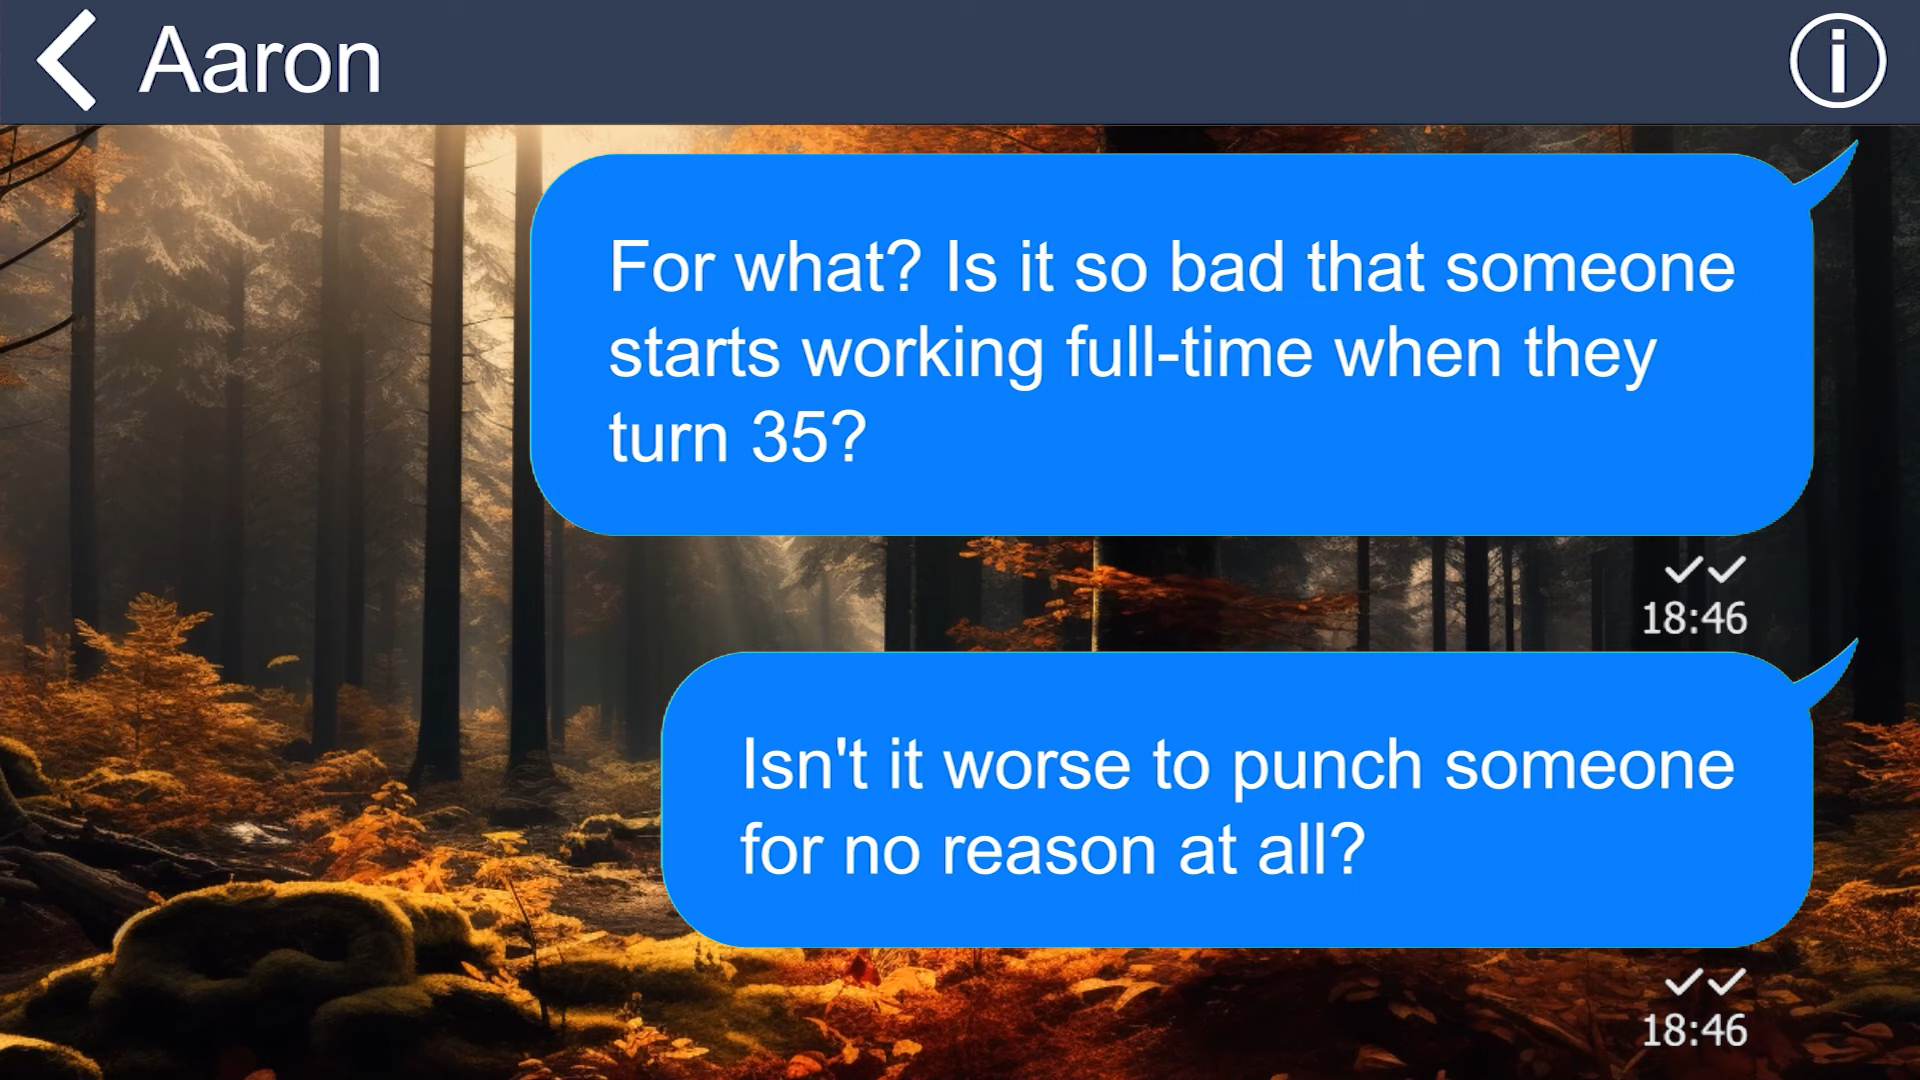 Aaron
For what? Is it so bad that someone
starts working full-time when they
turn 35?
18:46
Isn't it worse to punch someone
for no reason at all?
18:46